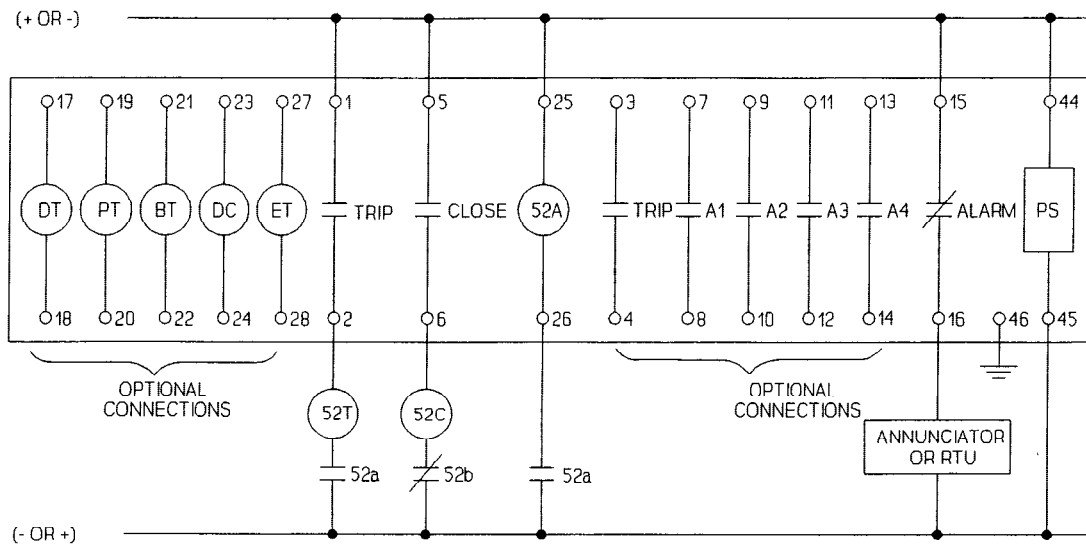 (+ OR -)
17 19 21 23 27 1 5 25 3 7 9 11 13 15 44
DT PT BT DC ET TRIP CLOSE 52A TRIP A1 A2 A3 A4 ALARM PS
18 20 22 24 28 2 6 26 4 8 10 12 14 16 46 45
OPTIONAL
CONNECTIONS
OPTIONAL
CONNECTIONS
52T 52C
ANNUNCIATOR
OR RTU
52a 52b 52a
(- OR +)